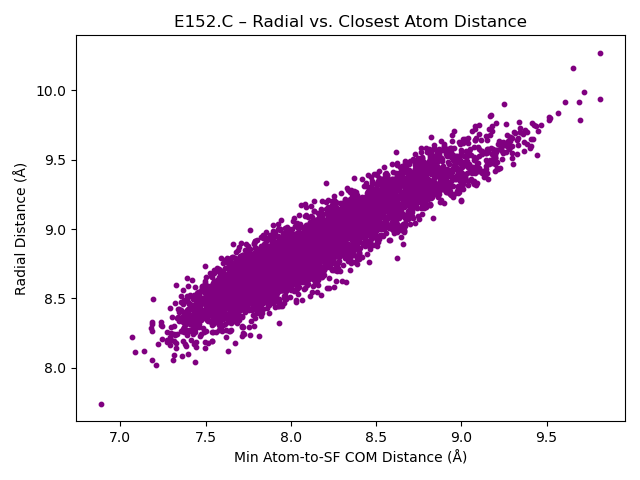 E152.C – Radial vs. Closest Atom Distance
Radial Distance (Å)
10.0
9.5
9.0
8.5
8.0
7.0 7.5 8.0 8.5 9.0 9.5
Min Atom-to-SF COM Distance (Å)